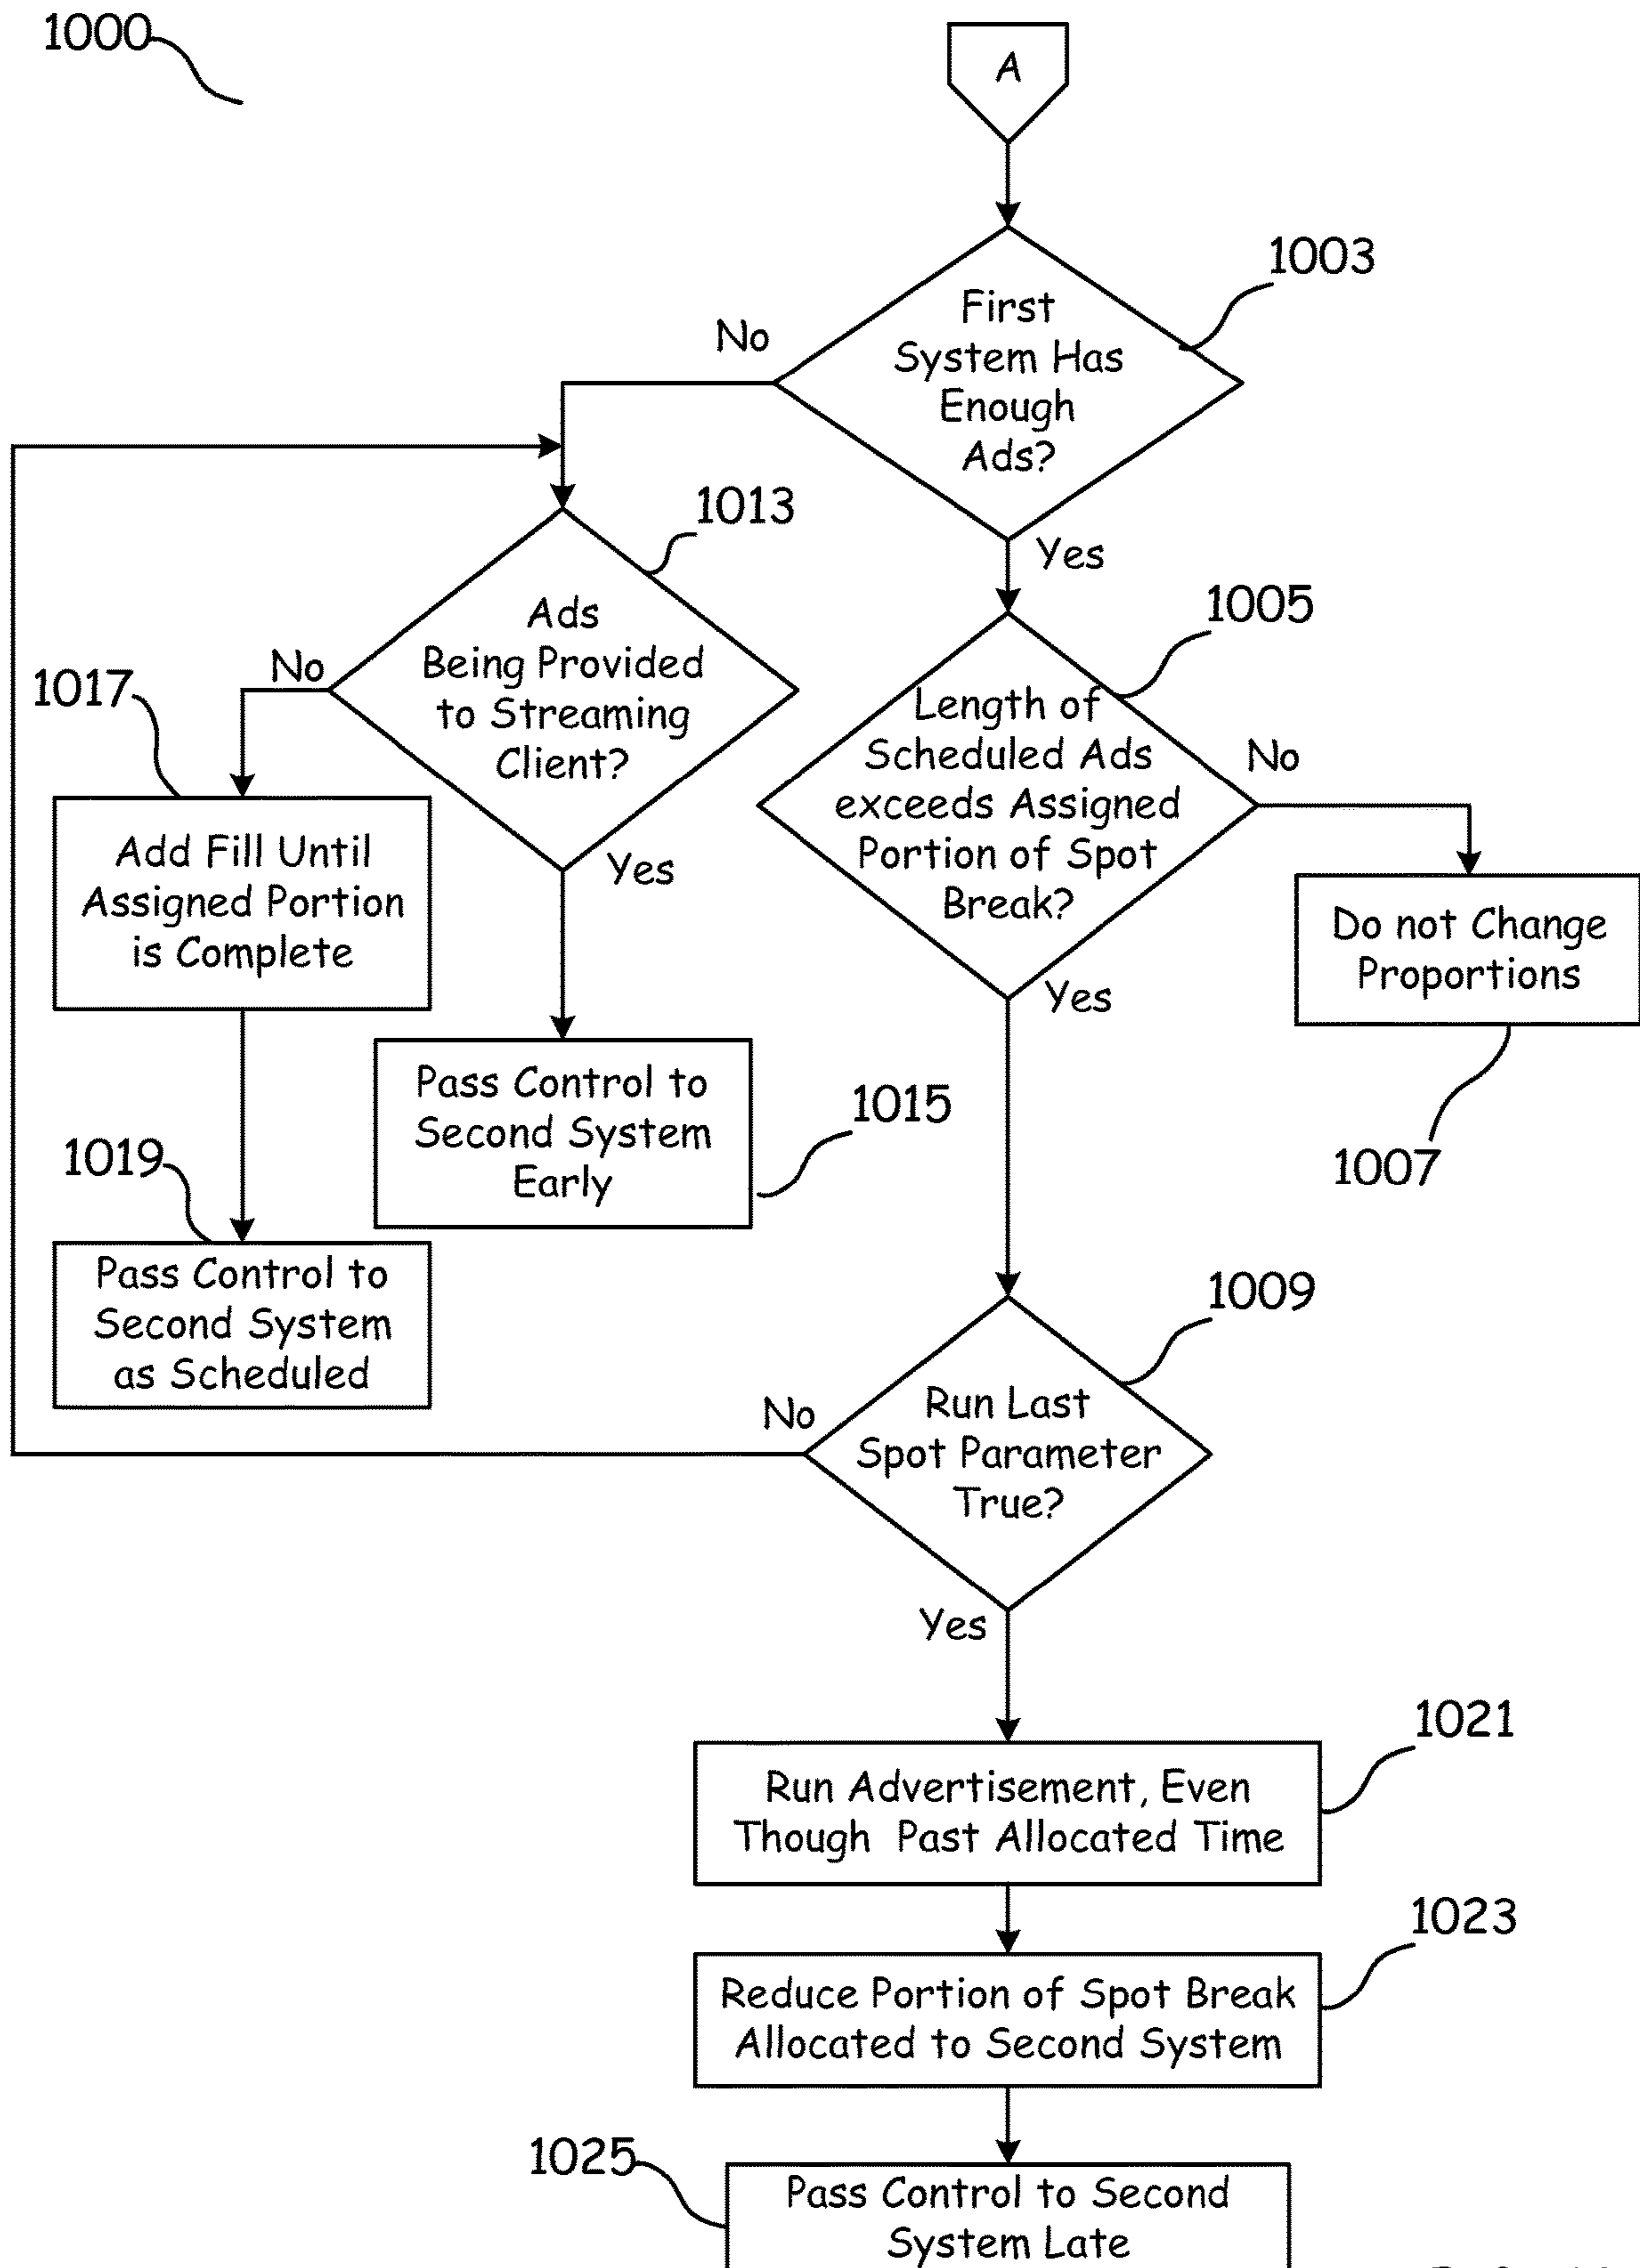 1000
A
1003
First
System Has
Enough
Ads?
No
Yes
1013
Ads
Being Provided
to Streaming
Client?
No
Yes
1005
Length of
Scheduled Ads
exceeds Assigned
Portion of Spot
Break?
No
Yes
1017
Add Fill Until
Assigned Portion
is Complete
Do not Change
Proportions
1007
Pass Control to
Second System
Early
1015
1019
Pass Control to
Second System
as Scheduled
1009
Run Last
Spot Parameter
True?
No
Yes
1021
Run Advertisement, Even
Though Past Allocated Time
1023
Reduce Portion of Spot Break
Allocated to Second System
1025
Pass Control to Second
System Late